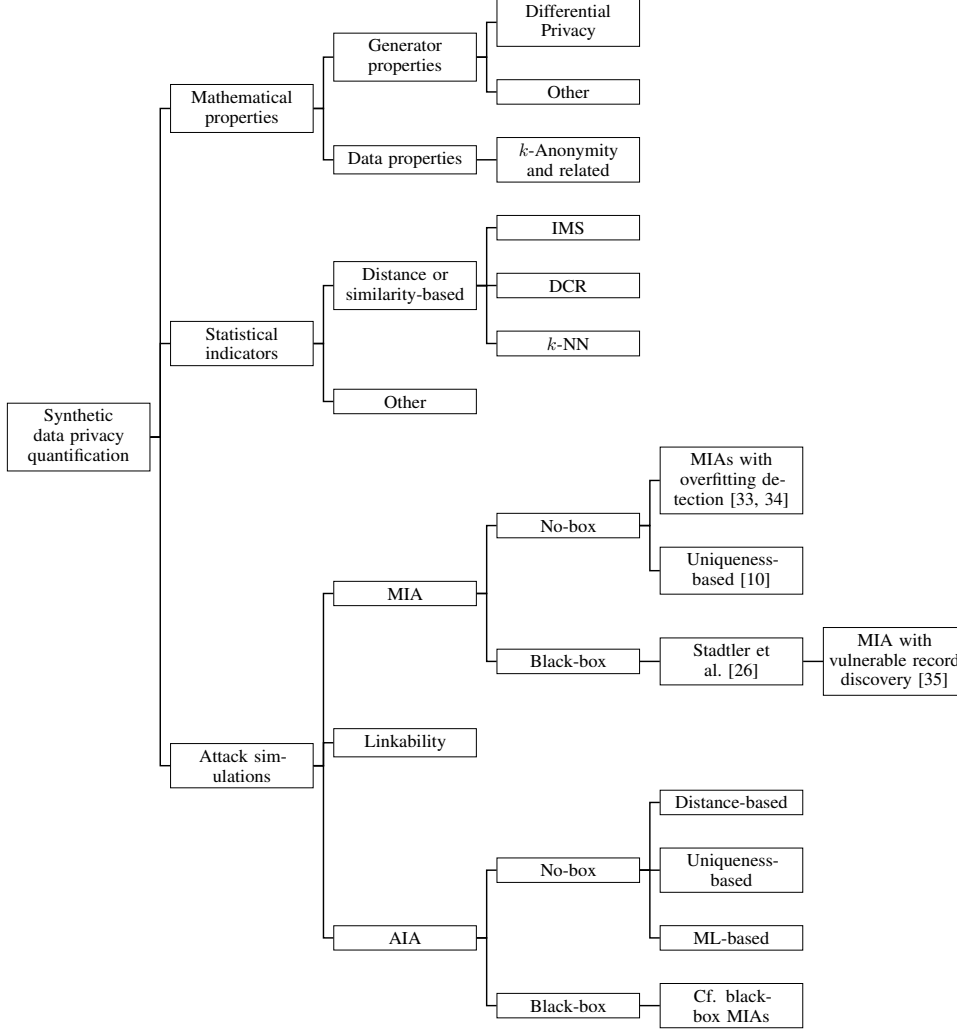 Differential
Privacy
Generator
properties
Other
Mathematical
properties
Data properties
k-Anonymity
and related
IMS
Distance or
similarity-based
DCR
Statistical
indicators
k-NN
Other
Synthetic
data privacy
quantification
MIAs with
overfitting de-
tection [33, 34]
No-box
Uniqueness-
based [10]
MIA
Black-box
Stadtler et
al. [26]
MIA with
vulnerable record
discovery [35]
Linkability
Attack sim-
ulations
Distance-based
No-box
Uniqueness-
based
AIA
ML-based
Black-box
Cf. black-
box MIAs